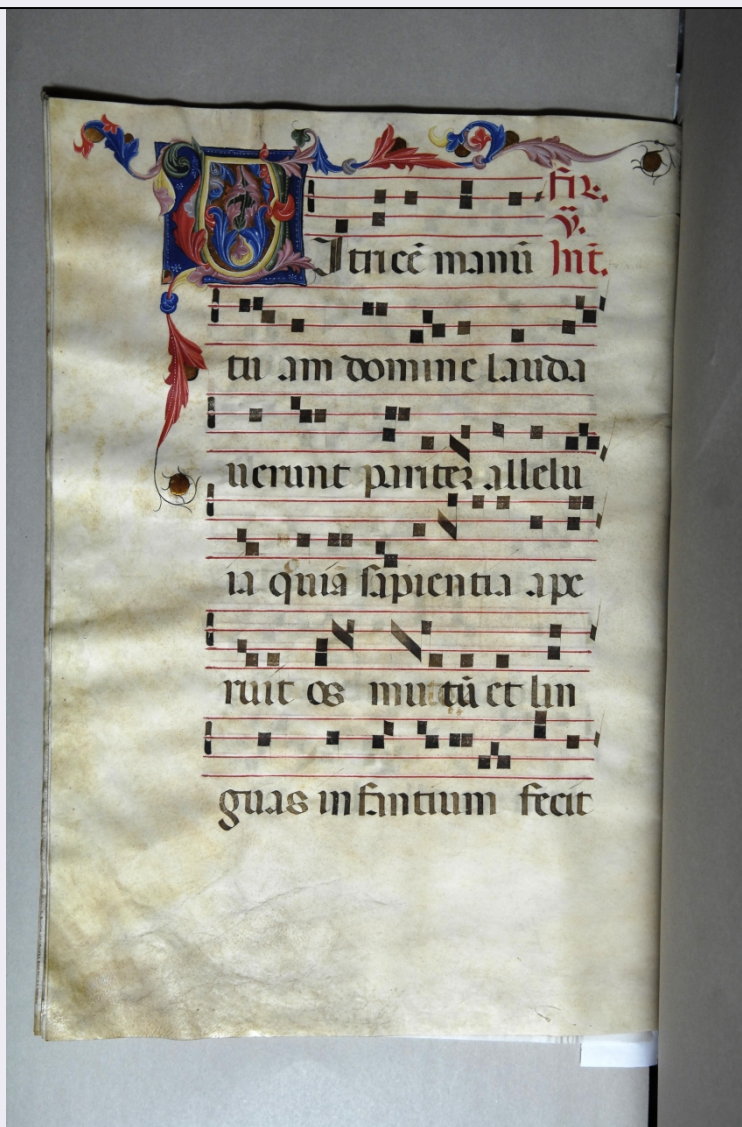 fr̄ ꝛ.
v̈.
VItricē manū Int̄.
tu am domine lauda
uerunt pariter allelu
ia quia sapientia ape
ruit os mutū et lin
guas infantium fecit